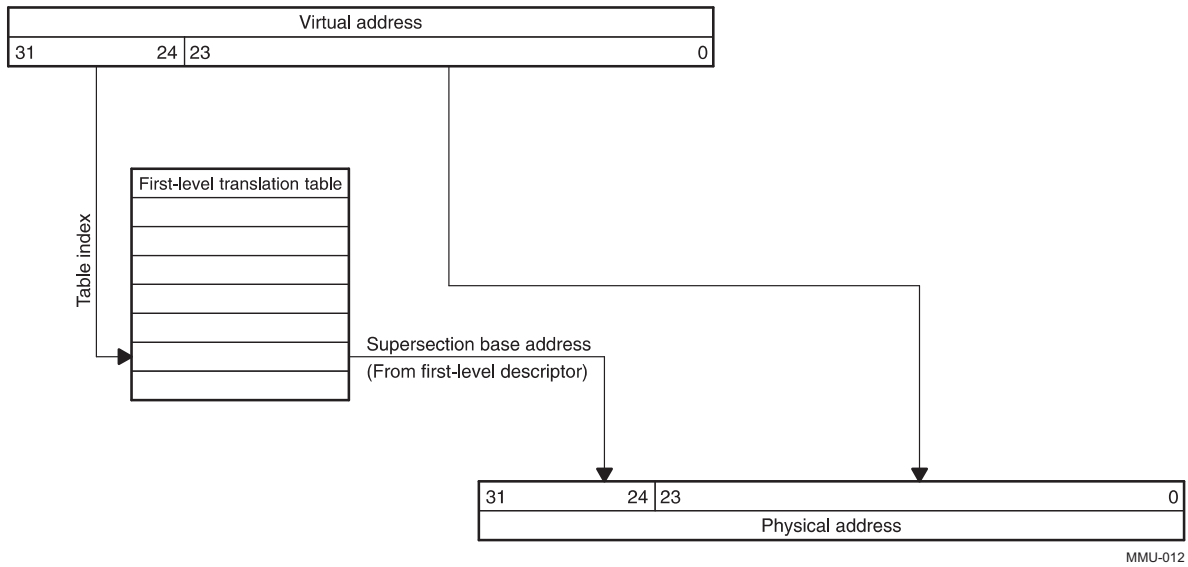 Virtual address
31 24 23 0
First-level translation table
Table index
Supersection base address
(From first-level descriptor)
31 24 23 0
Physical address
MMU-012